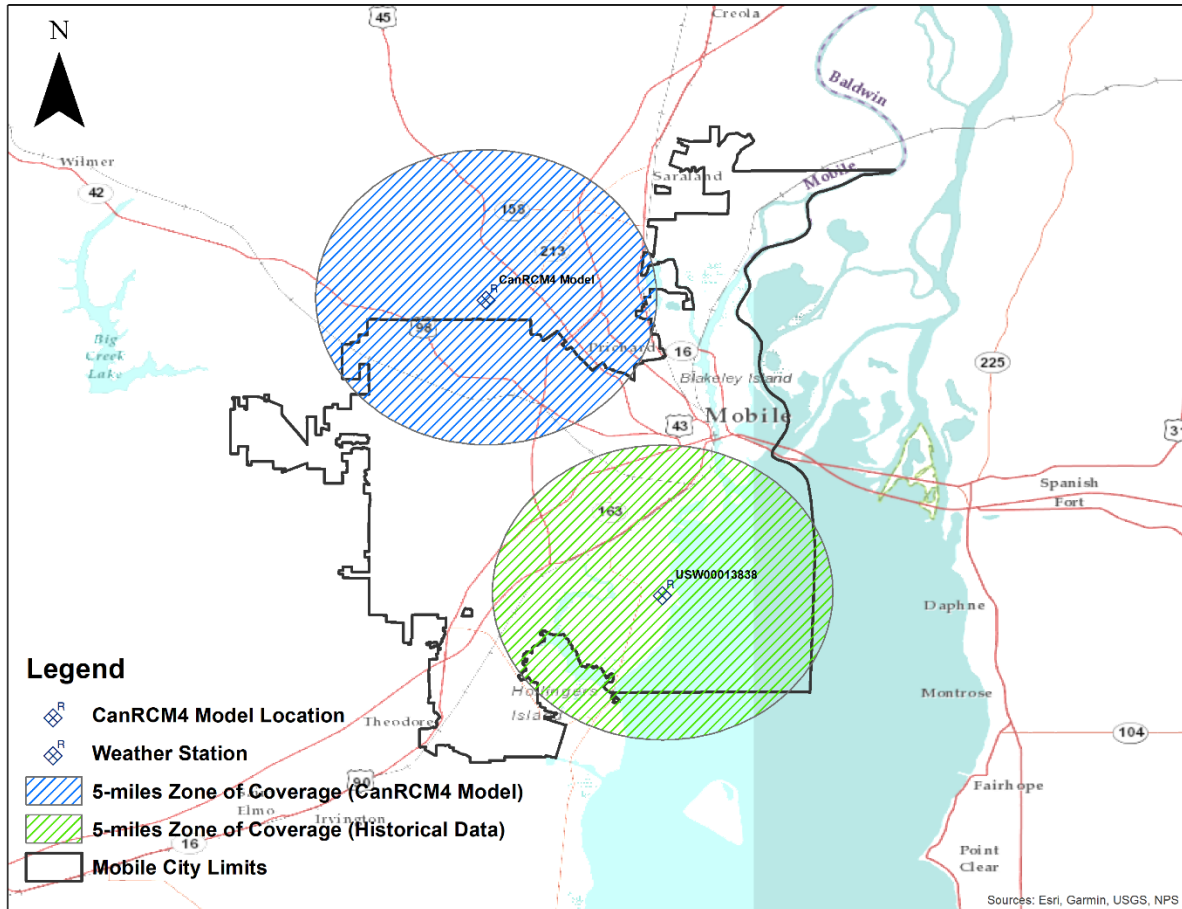 45
Creola
N
Baldwin
Wilmer
42
Saraland
Mobile
158
213
R
CanRCM4 Model
98
Big
Creek
Lake
Prichard
16
225
Blakeley Island
Mobile
43
31
Spanish
Fort
163
R
USW00013838
Daphne
Legend
Hollingers
Island
Montrose
R
CanRCM4 Model Location
Theodore
104
R
Weather Station
90
Fairhope
5-miles Zone of Coverage (CanRCM4 Model)
Elmo
Irvington
5-miles Zone of Coverage (Historical Data)
16
Point
Clear
Mobile City Limits
Sources: Esri, Garmin, USGS, NPS